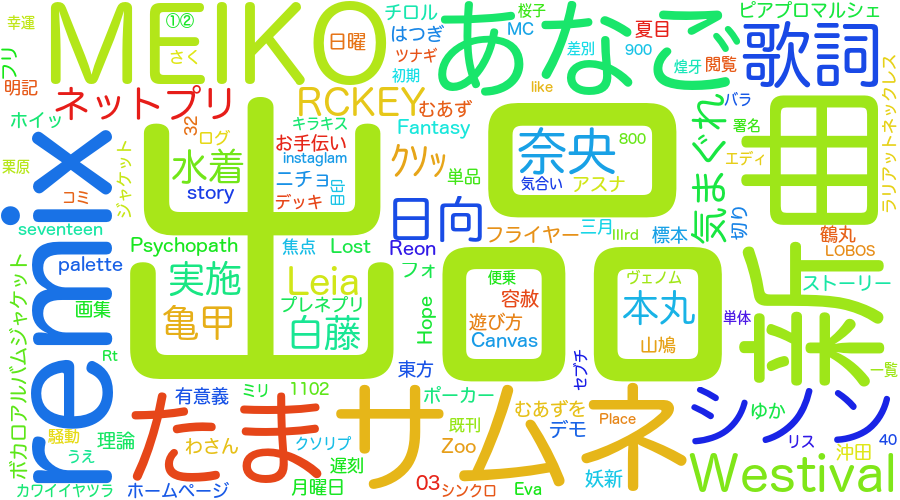 MEIKO
①②
日曜
さく
チロル
はつぎ
ツナギ
初期
あなご
桜子
MC
差別
900
like
夏目
煌牙
閲覧
ピアプロマルシェ
歌詞
幸運
フリ
明記
ホイッ
ネットプリ
RCKEY
むあず
Fantasy
32
ログ
キラキス
お手伝い
instaglam
ニチョ
デッキ
目印
水着
story
クソッ
単品
出品
奈央
800
気合い
アスナ
気まぐれ
切り
バラ
署名
エディ
曲
ラリアットネックレス
栗原
コミ
ジャケット
seventeen
remix
palette
Psychopath
焦点
Lost
日向
Reon
フライヤー
三月
IIIrd
標本
鶴丸
LOBOS
ストーリー
ボカロアルバムジャケット
画集
実施
Leia
プレネプリ
亀甲
白藤
フォ
Hope
便乗
容赦
遊び方
Canvas
ヴェノム
本丸
山鳩
単体
新
一覧
Rt
東方
セブチ
有意義
ミリ
1102
ポーカー
たま
サムネ
シノン
騒動
うえ
理論
わさん
クソリプ
既刊
Zoo
むあずを
デモ
Place
ゆか
リス
沖田
40
カワイイヤツラ
ホームページ
月曜日
遅刻
03
シンクロ
Eva
妖新
Westival